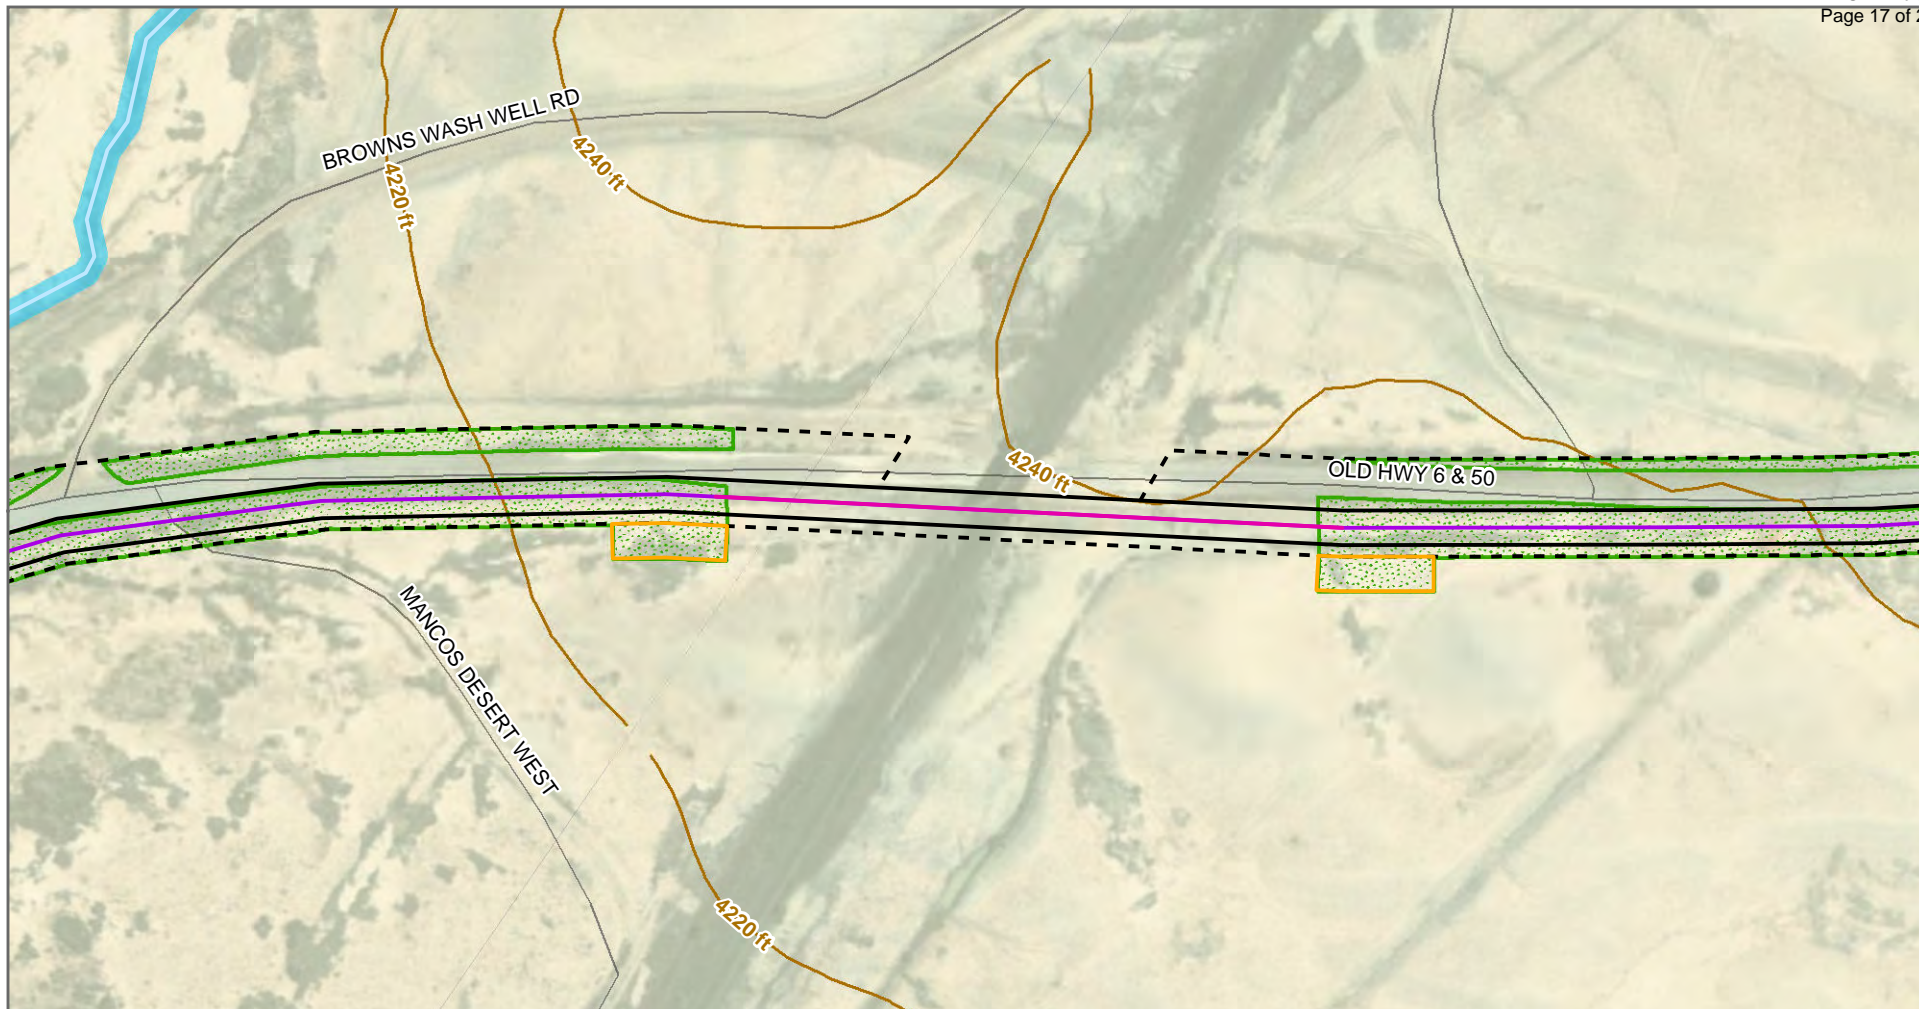 Page 17 of 2
BROWNS WASH WELL RD
4240 ft
4220 ft
4240 ft
OLD HWY 6 & 50
MANCOS DESERT WEST
4220 ft